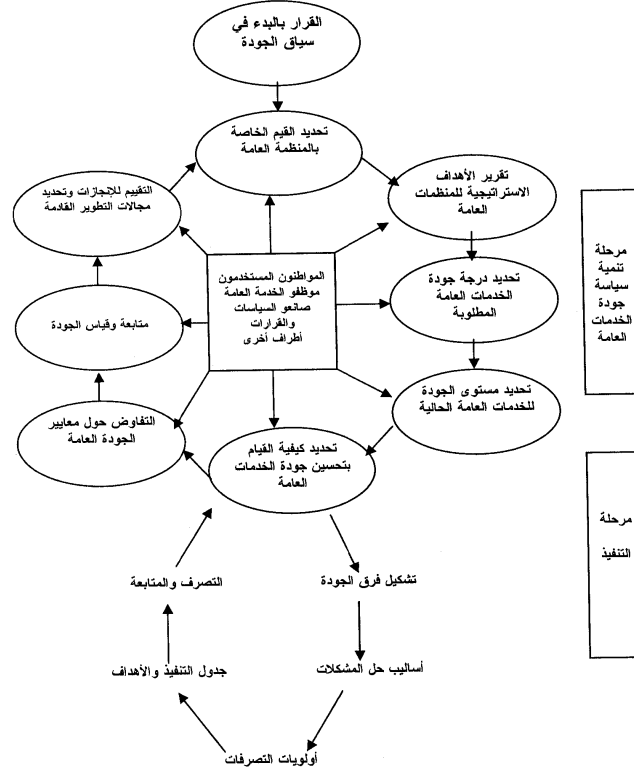 القرار بالبدء في
سياق الجودة
تحديد القيم الخاصة
بالمنظمة العامة
تقرير الأهداف
الاستراتيجية للمنظمات
العامة
التقييم للإنجازات وتحديد
مجالات التطوير القادمة
المواطنون المستخدمون
موظفو الخدمة العامة
صانعو السياسات
والقرارات
أطراف أخرى
تحديد درجة جودة
الخدمات العامة
المطلوبة
متابعة وقياس الجودة
تحديد مستوى الجودة
للخدمات العامة الحالية
التفاوض حول معايير
الجودة العامة
تحديد كيفية القيام
بتحسين جودة الخدمات
العامة
مرحلة
تنمية
سياسة
جودة
الخدمات
العامة
مرحلة
التنفيذ
تشكيل فرق الجودة
التصرف والمتابعة
أساليب حل المشكلات
جدول التنفيذ والأهداف
أولويات التصرفات